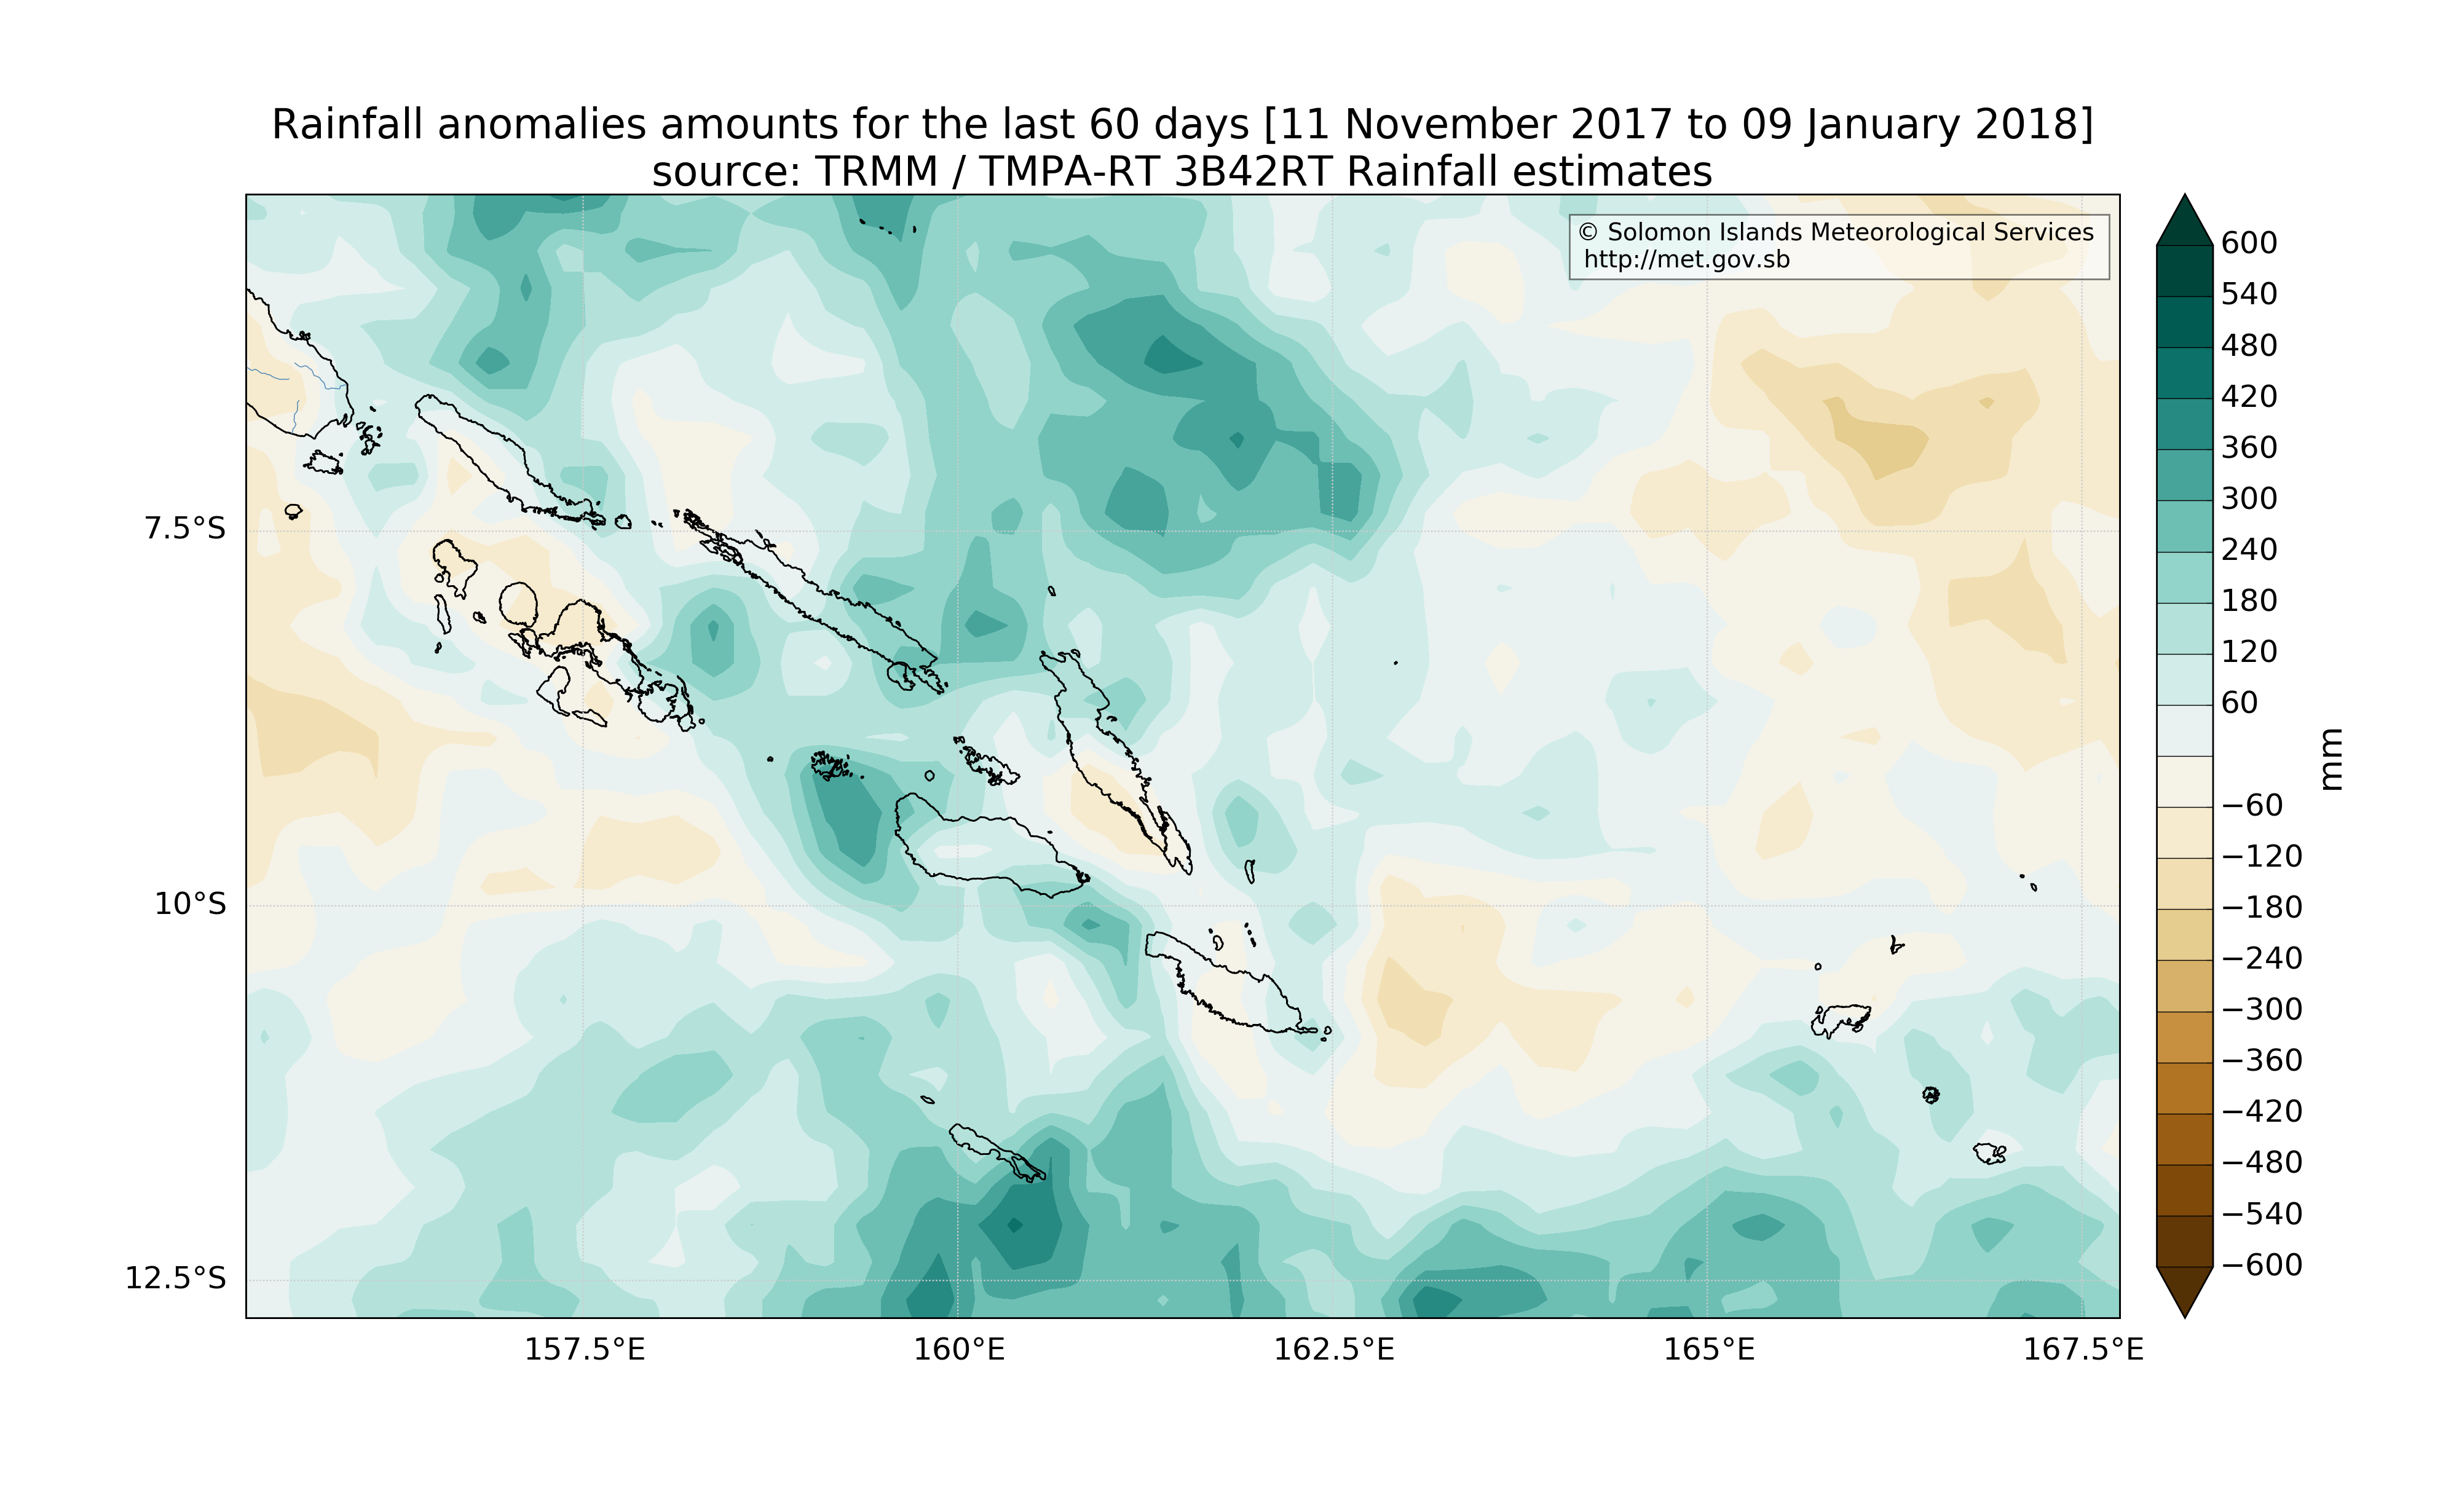 Rainfall anomalies amounts for the last 60 days [11 November 2017 to 09 January 2018]
source: TRMM / TMPA-RT 3B42RT Rainfall estimates
© Solomon Islands Meteorological Services
http://met.gov.sb
7.5°S
10°S
12.5°S
157.5°E
160°E
162.5°E
165°E
167.5°E
600
540
480
420
360
300
240
180
120
60
−60
−120
−180
−240
−300
−360
−420
−480
−540
−600
mm